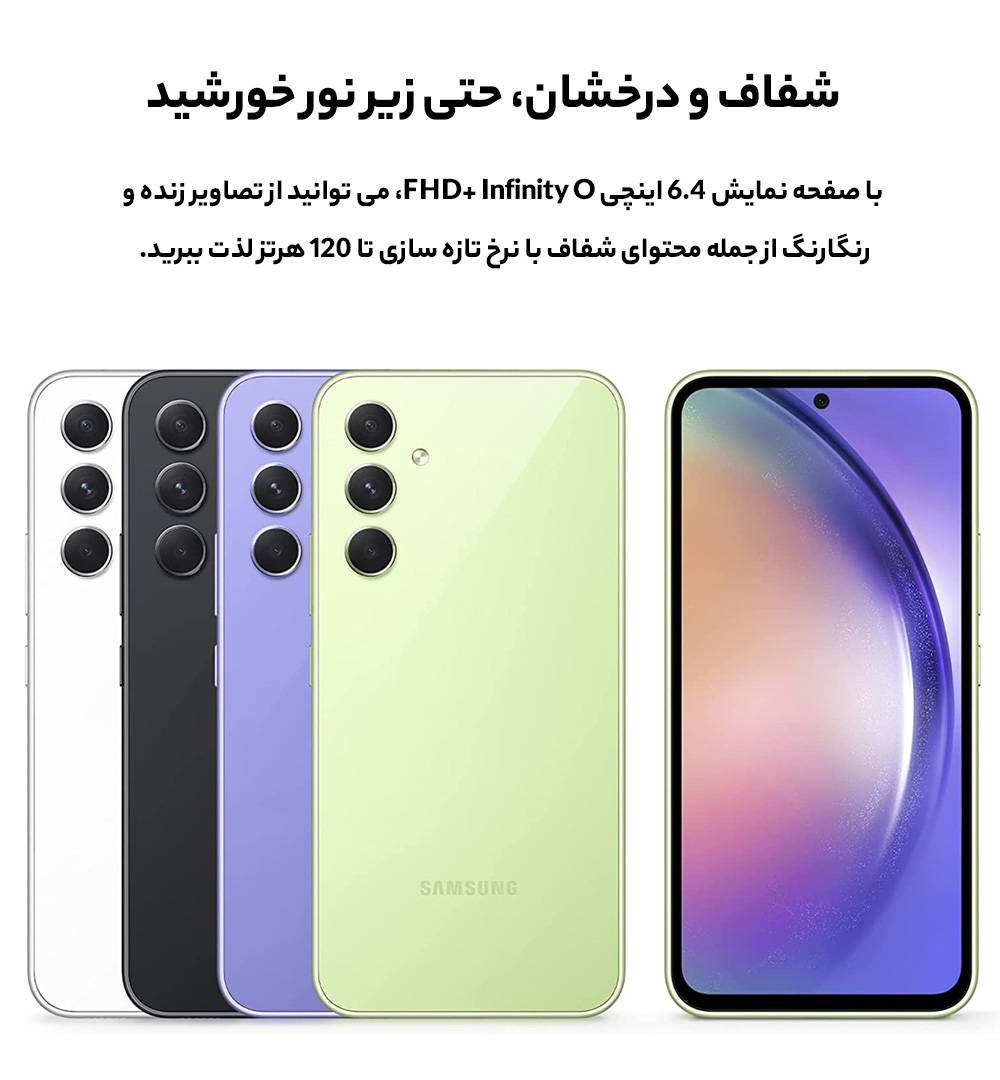 شفاف و درخشان، حتی زیر نور خورشید
با صفحه نمایش 6.4 اینچی FHD+ Infinity O، می توانید از تصاویر زنده و
رنگارنگ از جمله محتوای شفاف با نرخ تازه سازی تا 120 هرتز لذت ببرید.
SAMSUNG